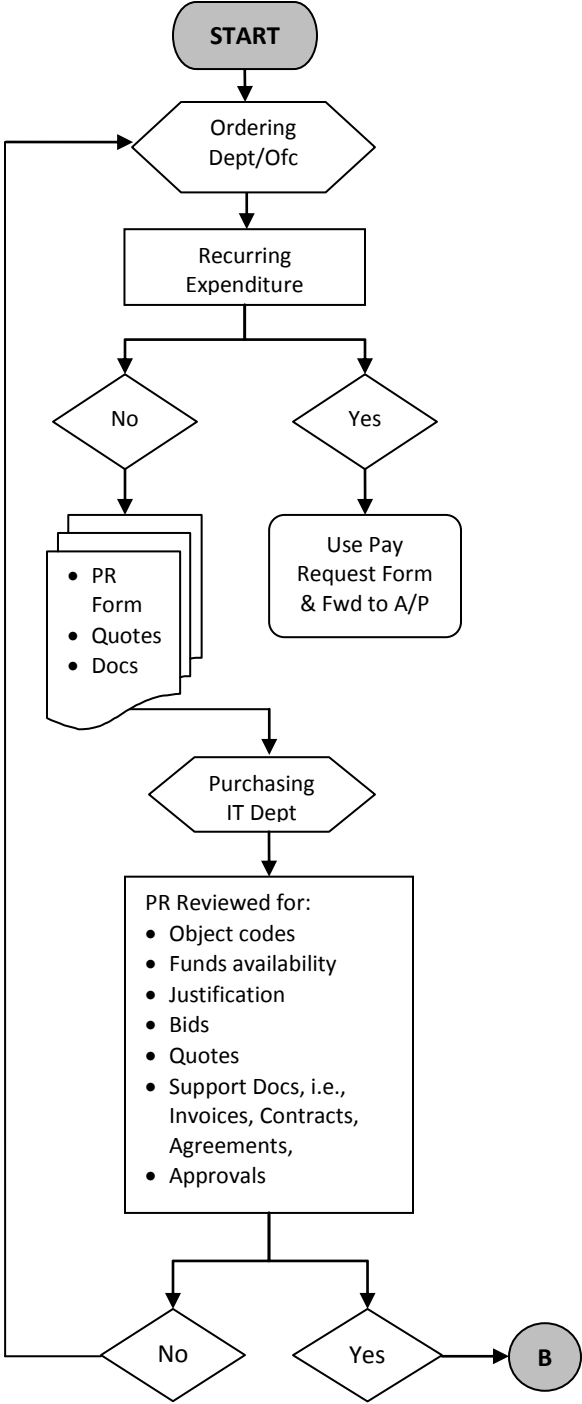 START
Ordering
Dept/Ofc
Recurring
Expenditure
No
Yes
• PR
Form
• Quotes
• Docs
Use Pay
Request Form
& Fwd to A/P
Purchasing
IT Dept
PR Reviewed for:
• Object codes
• Funds availability
• Justification
• Bids
• Quotes
• Support Docs, i.e.,
Invoices, Contracts,
Agreements,
• Approvals
No
Yes
B